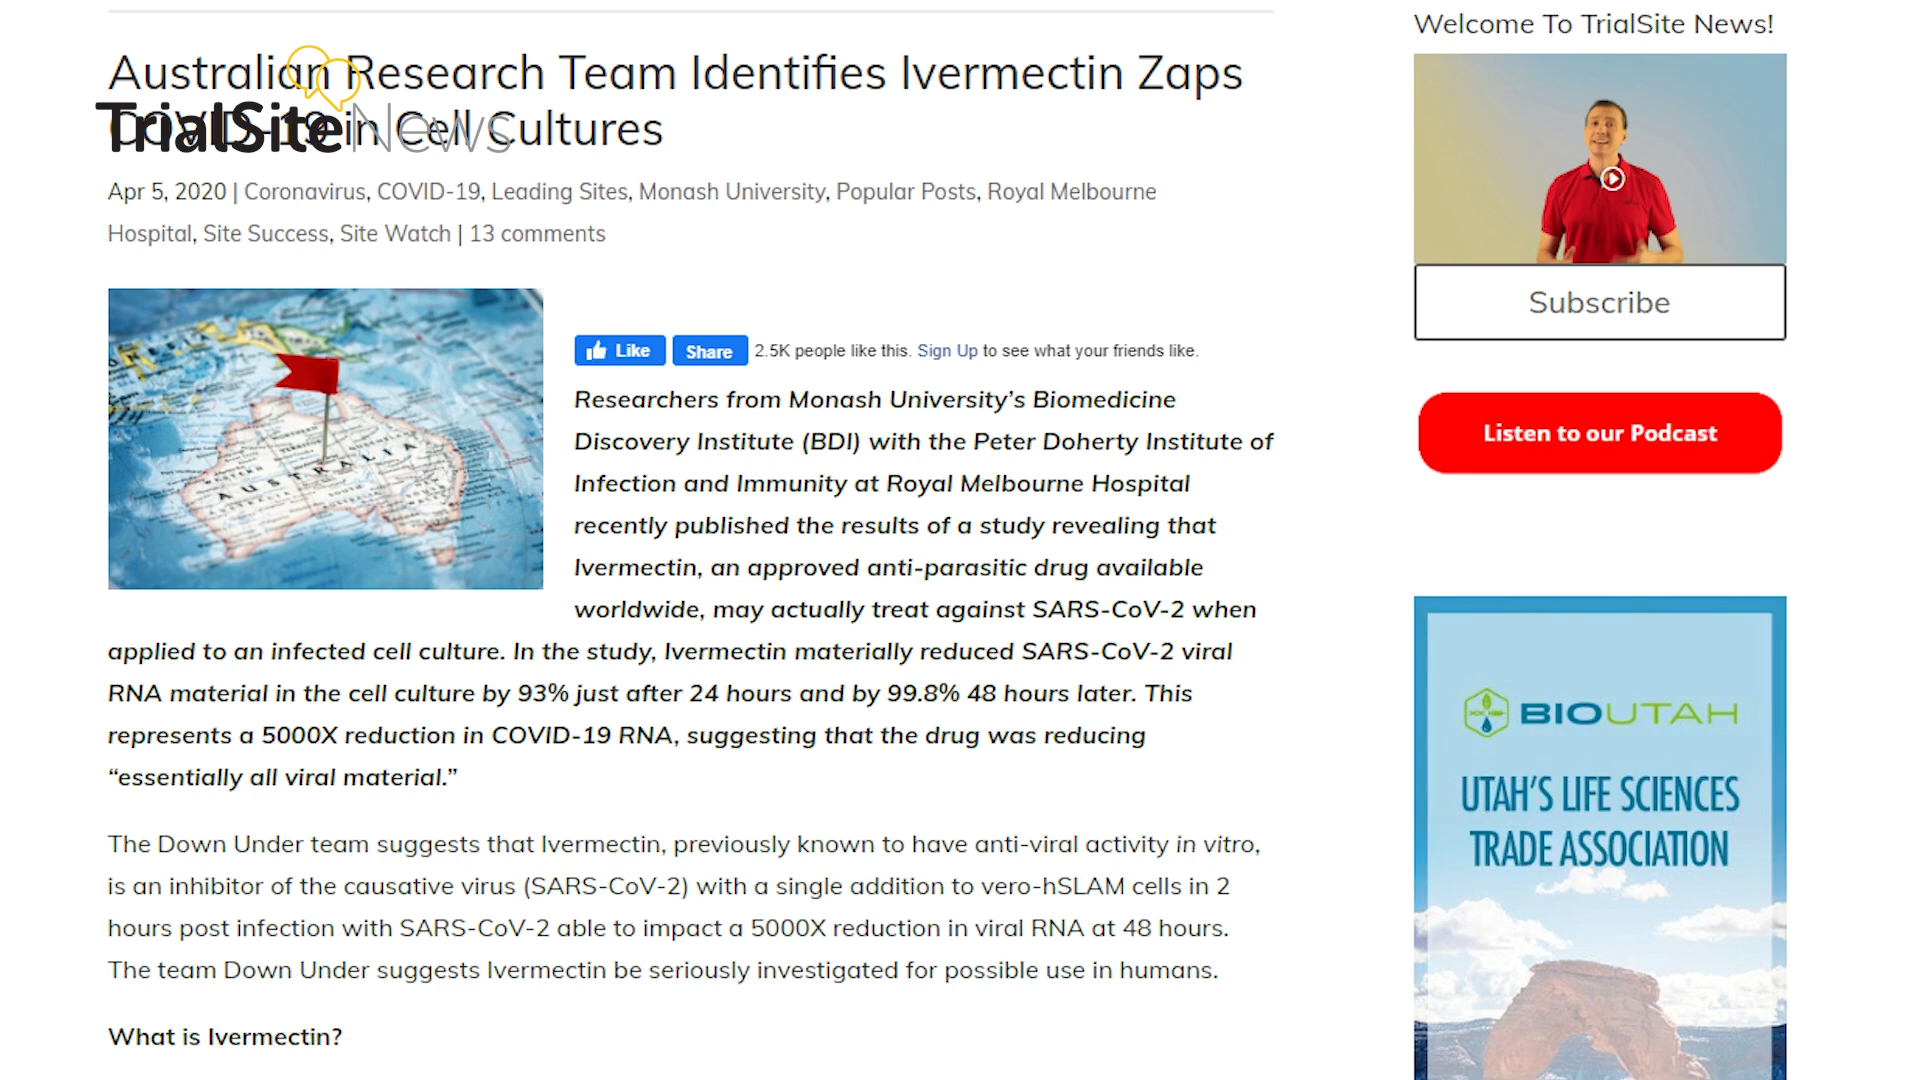 Australian Research Team Identifies Ivermectin Zaps
COVID-19 in Cell Cultures
TrialSite News
Apr 5, 2020 | Coronavirus, COVID-19, Leading Sites, Monash University, Popular Posts, Royal Melbourne
Hospital, Site Success, Site Watch | 13 comments
AUSTRALIA
Like Share 2.5K people like this. Sign Up to see what your friends like.
Researchers from Monash University’s Biomedicine
Discovery Institute (BDI) with the Peter Doherty Institute of
Infection and Immunity at Royal Melbourne Hospital
recently published the results of a study revealing that
Ivermectin, an approved anti-parasitic drug available
worldwide, may actually treat against SARS-CoV-2 when
applied to an infected cell culture. In the study, Ivermectin materially reduced SARS-CoV-2 viral
RNA material in the cell culture by 93% just after 24 hours and by 99.8% 48 hours later. This
represents a 5000X reduction in COVID-19 RNA, suggesting that the drug was reducing
“essentially all viral material.”
The Down Under team suggests that Ivermectin, previously known to have anti-viral activity in vitro,
is an inhibitor of the causative virus (SARS-CoV-2) with a single addition to vero-hSLAM cells in 2
hours post infection with SARS-CoV-2 able to impact a 5000X reduction in viral RNA at 48 hours.
The team Down Under suggests Ivermectin be seriously investigated for possible use in humans.
What is Ivermectin?
Welcome To TrialSite News!
Subscribe
Listen to our Podcast
BIOUTAH
UTAH'S LIFE SCIENCES
TRADE ASSOCIATION